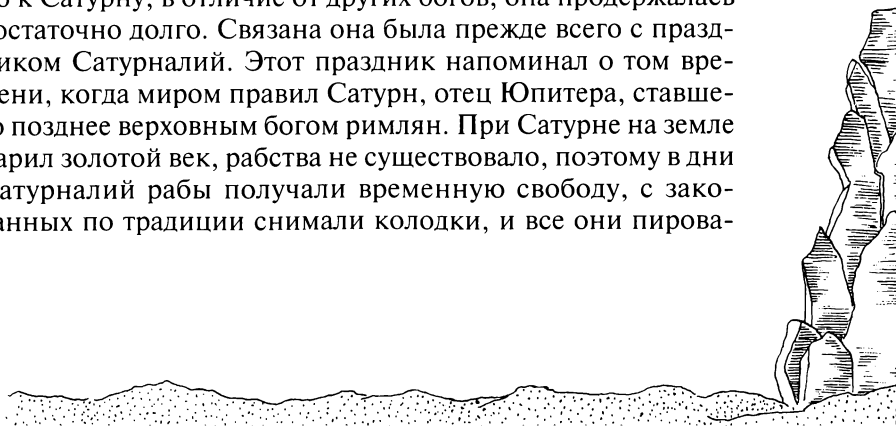 к Сатурну, в отличие от других богов, она продержалась
остаточно долго. Связана она была прежде всего с празд-
иком Сатурналий. Этот праздник напоминал о том вре-
ени, когда миром правил Сатурн, отец Юпитера, ставше-
о позднее верховным богом римлян. При Сатурне на земле
арил золотой век, рабства не существовало, поэтому в дни
атурналий рабы получали временную свободу, с зако-
анных по традиции снимали колодки, и все они пирова-